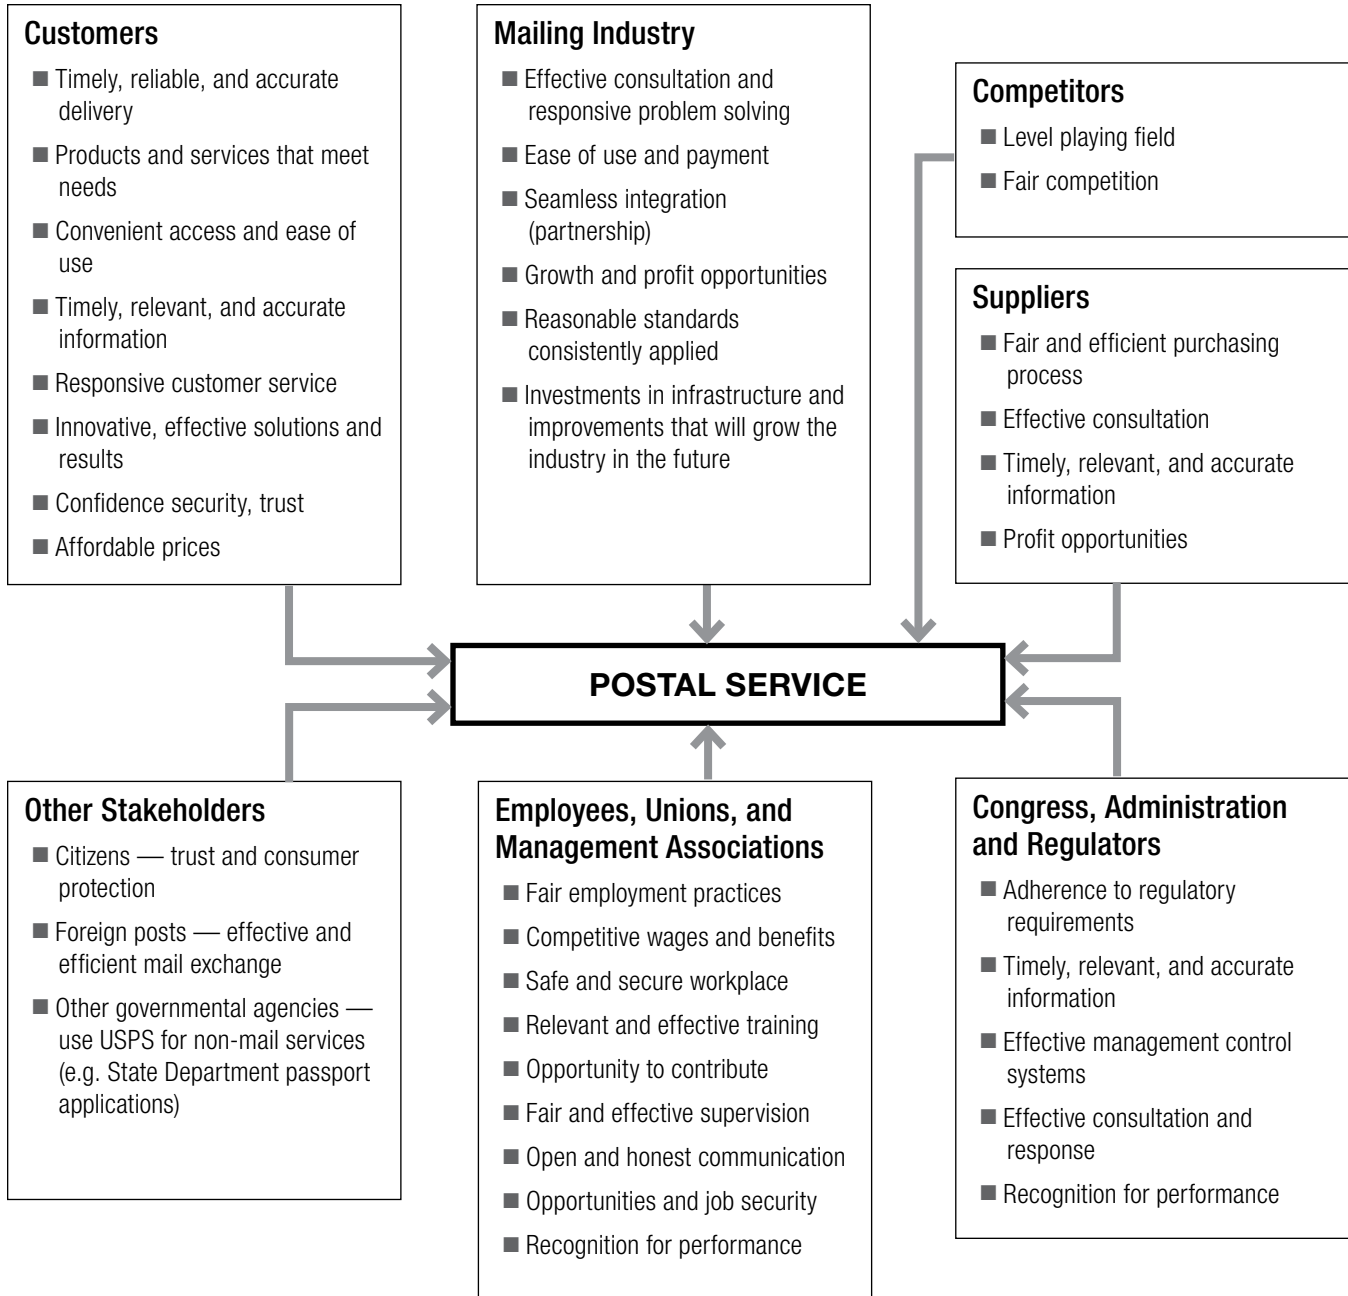 Customers
■ Timely, reliable, and accurate
delivery
■ Products and services that meet
needs
■ Convenient access and ease of
use
■ Timely, relevant, and accurate
information
■ Responsive customer service
■ Innovative, effective solutions and
results
■ Confidence security, trust
■ Affordable prices
Mailing Industry
■ Effective consultation and
responsive problem solving
■ Ease of use and payment
■ Seamless integration
(partnership)
■ Growth and profit opportunities
■ Reasonable standards
consistently applied
■ Investments in infrastructure and
improvements that will grow the
industry in the future
Competitors
■ Level playing field
■ Fair competition
Suppliers
■ Fair and efficient purchasing
process
■ Effective consultation
■ Timely, relevant, and accurate
information
■ Profit opportunities
POSTAL SERVICE
Other Stakeholders
■ Citizens — trust and consumer
protection
■ Foreign posts — effective and
efficient mail exchange
■ Other governmental agencies —
use USPS for non-mail services
(e.g. State Department passport
applications)
Employees, Unions, and
Management Associations
■ Fair employment practices
■ Competitive wages and benefits
■ Safe and secure workplace
■ Relevant and effective training
■ Opportunity to contribute
■ Fair and effective supervision
■ Open and honest communication
■ Opportunities and job security
■ Recognition for performance
Congress, Administration
and Regulators
■ Adherence to regulatory
requirements
■ Timely, relevant, and accurate
information
■ Effective management control
systems
■ Effective consultation and
response
■ Recognition for performance